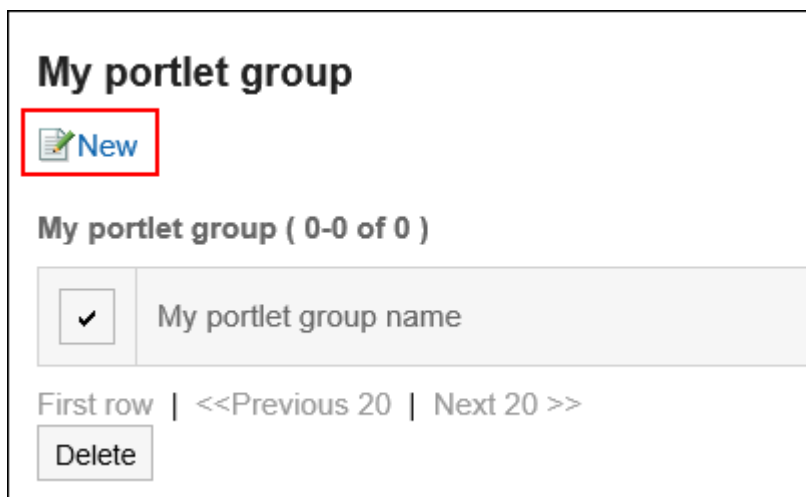 My portlet group
New
My portlet group ( 0-0 of 0 )
My portlet group name
First row | <<Previous 20 | Next 20 >>
Delete